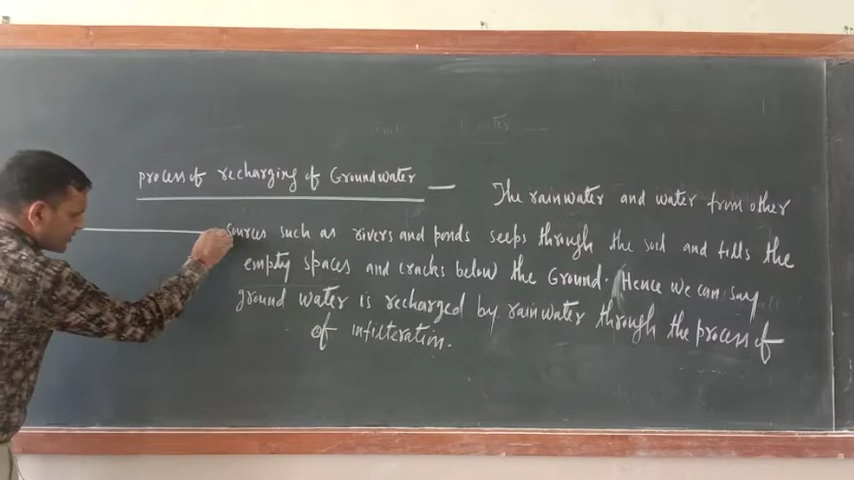 process of recharging of Groundwater — The rainwater and water from other
sources such as rivers and ponds seeps through the soil and fills the
empty spaces and cracks below the Ground. Hence we can say
ground water is recharged by rainwater through the process of
of infilteration.